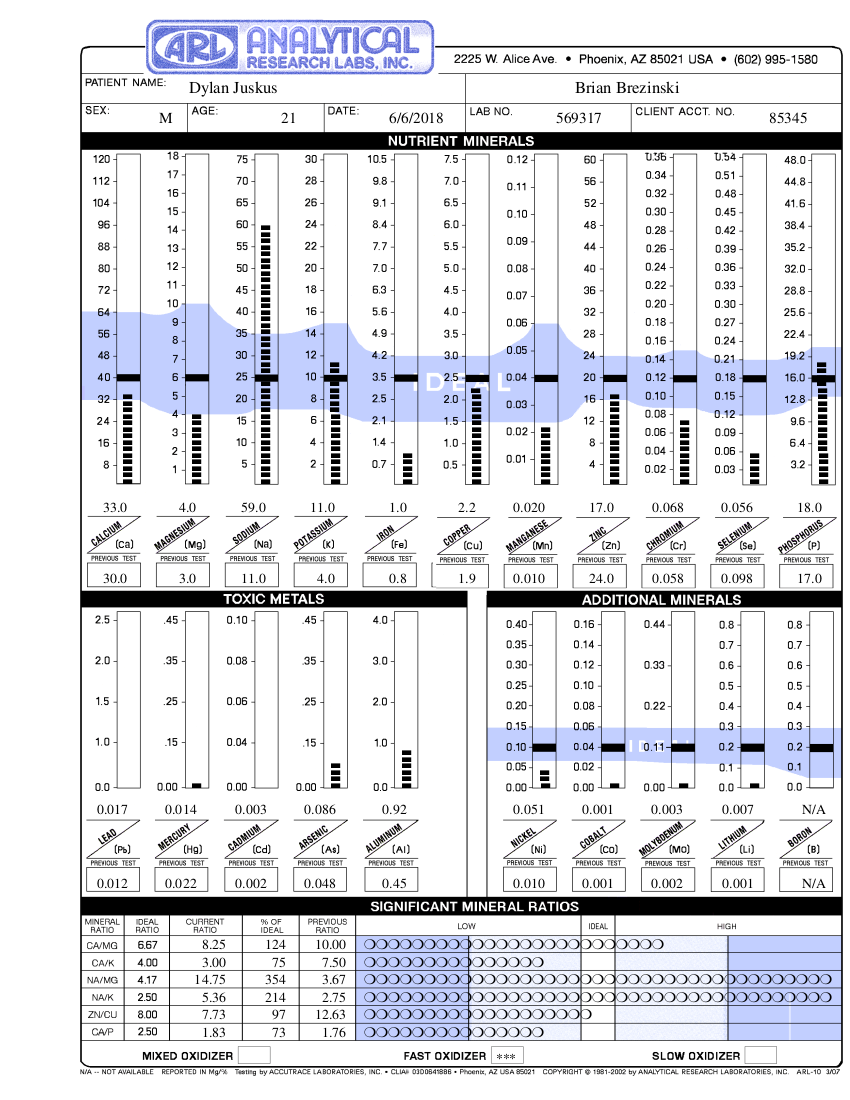 ARL ANALYTICAL
RESEARCH LABS, INC.
2225 W. Alice Ave. • Phoenix, AZ 85021 USA • (602) 995-1580
PATIENT NAME: Dylan Juskus Brian Brezinski
SEX: M AGE: 21 DATE: 6/6/2018 LAB NO. 569317 CLIENT ACCT. NO. 85345
NUTRIENT MINERALS
120 18 75 30 10.5 7.5 0.12 60 0.36 0.54 48.0
112 17 70 28 9.8 7.0 0.11 56 0.34 0.51 44.8
104 16 65 26 9.1 6.5 0.10 52 0.32 0.48 41.6
96 15 60 24 8.4 6.0 0.09 48 0.30 0.45 38.4
88 14 55 22 7.7 5.5 0.08 44 0.28 0.42 35.2
80 13 50 20 7.0 5.0 0.07 40 0.26 0.39 32.0
72 12 45 18 6.3 4.5 0.06 36 0.24 0.36 28.8
64 11 40 16 5.6 4.0 0.05 32 0.22 0.33 25.6
56 10 35 14 4.9 3.5 0.04 28 0.20 0.30 22.4
48 9 30 12 4.2 3.0 0.03 24 0.18 0.27 19.2
40 8 25 10 3.5 2.5 0.02 20 0.16 0.24 16.0
32 7 20 8 2.5 2.0 0.01 16 0.14 0.21 12.8
24 6 15 6 2.1 1.5 12 0.12 0.18 9.6
16 5 10 4 1.4 1.0 8 0.10 0.15 6.4
8 4 5 2 0.7 0.5 4 0.08 0.12 3.2
3 0.06 0.09
2 0.04 0.06
1 0.02 0.03
IDEAL
33.0 4.0 59.0 11.0 1.0 2.2 0.020 17.0 0.068 0.056 18.0
CALCIUM MAGNESIUM SODIUM POTASSIUM IRON COPPER MANGANESE ZINC CHROMIUM SELENIUM PHOSPHORUS
(Ca) (Mg) (Na) (K) (Fe) (Cu) (Mn) (Zn) (Cr) (Se) (P)
PREVIOUS TEST PREVIOUS TEST PREVIOUS TEST PREVIOUS TEST PREVIOUS TEST PREVIOUS TEST PREVIOUS TEST PREVIOUS TEST PREVIOUS TEST PREVIOUS TEST PREVIOUS TEST
30.0 3.0 11.0 4.0 0.8 1.9 0.010 24.0 0.058 0.098 17.0
TOXIC METALS ADDITIONAL MINERALS
2.5 .45 0.10 .45 4.0 0.40 0.16 0.44 0.8 0.8
2.0 .35 0.08 .35 3.0 0.35 0.14 0.33 0.7 0.7
1.5 .25 0.06 .25 2.0 0.30 0.12 0.22 0.6 0.6
1.0 .15 0.04 .15 1.0 0.25 0.10 0.11 0.5 0.5
0.0 0.00 0.00 0.00 0.0 0.20 0.08 0.00 0.4 0.4
0.15 0.06 0.3 0.3
0.10 0.04 0.2 0.2
0.05 0.02 0.1 0.1
0.00 0.00 0.0 0.0
IDEAL
0.017 0.014 0.003 0.086 0.92 0.051 0.001 0.003 0.007 N/A
LEAD MERCURY CADMIUM ARSENIC ALUMINUM NICKEL COBALT MOLYBDENUM LITHIUM BORON
(Pb) (Hg) (Cd) (As) (Al) (Ni) (Co) (Mo) (Li) (B)
PREVIOUS TEST PREVIOUS TEST PREVIOUS TEST PREVIOUS TEST PREVIOUS TEST PREVIOUS TEST PREVIOUS TEST PREVIOUS TEST PREVIOUS TEST PREVIOUS TEST
0.012 0.022 0.002 0.048 0.45 0.010 0.001 0.002 0.001 N/A
SIGNIFICANT MINERAL RATIOS
MINERAL RATIO IDEAL RATIO CURRENT RATIO % OF IDEAL PREVIOUS RATIO LOW IDEAL HIGH
CA/MG 6.67 8.25 124 10.00
CA/K 4.00 3.00 75 7.50
NA/MG 4.17 14.75 354 3.67
NA/K 2.50 5.36 214 2.75
ZN/CU 8.00 7.73 97 12.63
CA/P 2.50 1.83 73 1.76
MIXED OXIDIZER FAST OXIDIZER *** SLOW OXIDIZER
N/A -- NOT AVAILABLE REPORTED IN Mg/% Testing by ACCUTRACE LABORATORIES, INC. • CLIA# 0300641886 • Phoenix, AZ USA 85021 COPYRIGHT © 1981-2002 by ANALYTICAL RESEARCH LABORATORIES, INC. ARL-10 3/07